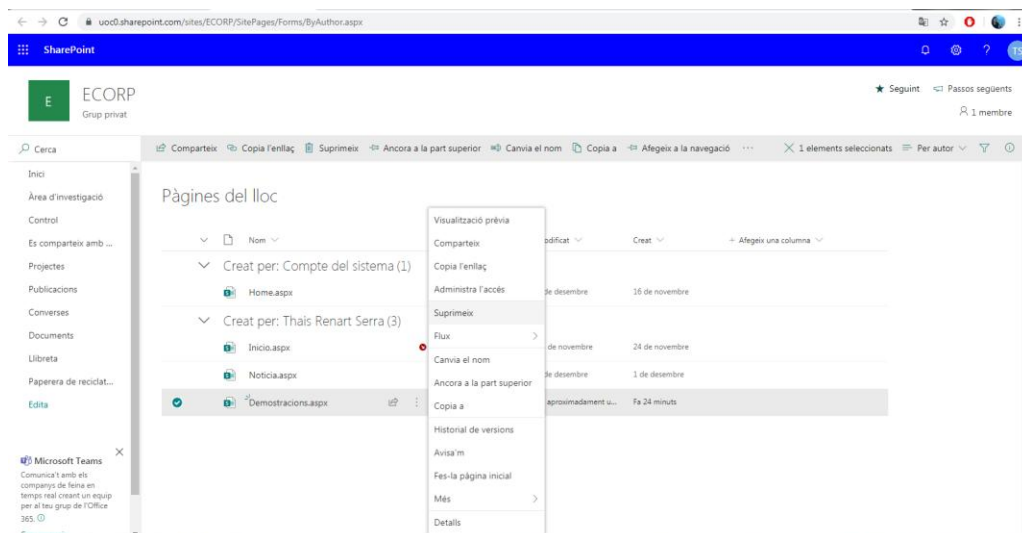 uoc0.sharepoint.com/sites/ECORP/SitePages/Forms/ByAuthor.aspx
SharePoint
TS
E
ECORP
Grup privat
Seguint
Passos següents
1 membre
Cerca
Comparteix
Copia l'enllaç
Suprimeix
Ancora a la part superior
Canvia el nom
Copia a
Afegeix a la navegació
1 elements seleccionats
Per autor
Inici
Àrea d'investigació
Control
Es comparteix amb ...
Projectes
Publicacions
Converses
Documents
Llibreta
Paperera de reciclat...
Edita
Microsoft Teams
Comunica't amb els
companys de feina en
temps real creant un equip
per al teu grup de l'Office
365.
Pàgines del lloc
Nom
Creat
+ Afegeix una columna
Creat per: Compte del sistema (1)
Home.aspx
de desembre
16 de novembre
Creat per: Thais Renart Serra (3)
Inicio.aspx
de novembre
24 de novembre
Noticia.aspx
de desembre
1 de desembre
Demostracions.aspx
aproximadament u...
Fa 24 minuts
Visualització prèvia
Comparteix
Copia l'enllaç
Administra l'accés
Suprimeix
Flux
Canvia el nom
Ancora a la part superior
Copia a
Historial de versions
Avisa'm
Fes-la pàgina inicial
Més
Detalls